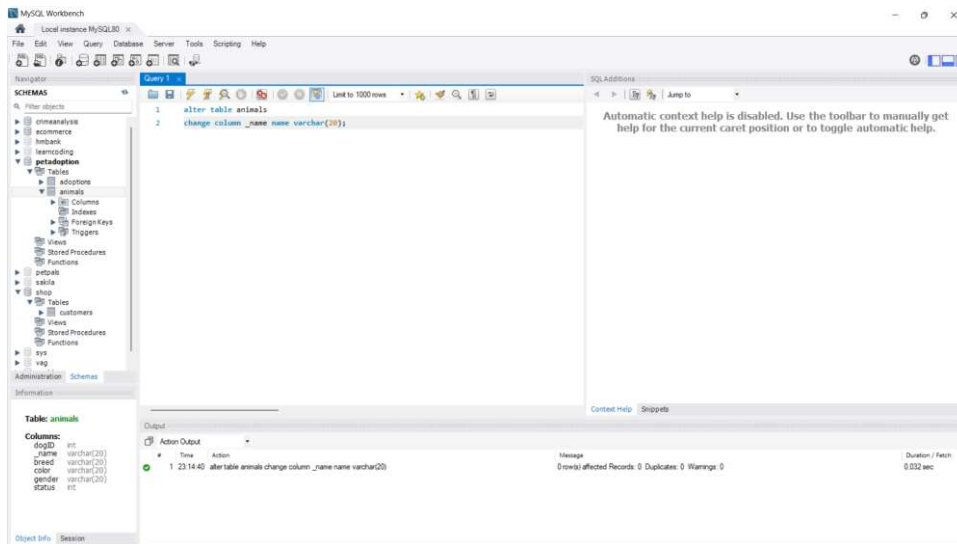 MySQL Workbench
Local instance MySQL80
File Edit View Query Database Server Tools Scripting Help
Navigator
SCHEMAS
Filter objects
crimeanalysis
ecommerce
hmbank
learncoding
petadoption
Tables
adoptions
animals
Columns
Indexes
Foreign Keys
Triggers
Views
Stored Procedures
Functions
petpals
sakila
shop
Tables
customers
Views
Stored Procedures
Functions
sys
vag
Administration Schemas
Information
Table: animals
Columns:
dogID int
_name varchar(20)
breed varchar(20)
color varchar(20)
gender varchar(20)
status int
Object Info Session
Query 1
Limit to 1000 rows
1 alter table animals
2 change column _name name varchar(20);
SQLAdditions
Jump to
Automatic context help is disabled. Use the toolbar to manually get
help for the current caret position or to toggle automatic help.
Context Help Snippets
Output
Action Output
# Time Action Message Duration / Fetch
1 23:14:40 alter table animals change column _name name varchar(20) 0 row(s) affected Records: 0 Duplicates: 0 Warnings: 0 0.032 sec